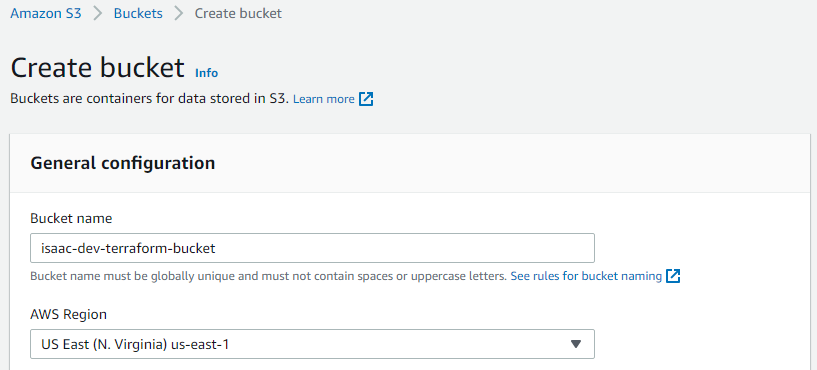 Amazon S3 > Buckets > Create bucket
Create bucket Info
Buckets are containers for data stored in S3. Learn more
General configuration
Bucket name
isaac-dev-terraform-bucket
Bucket name must be globally unique and must not contain spaces or uppercase letters. See rules for bucket naming
AWS Region
US East (N. Virginia) us-east-1